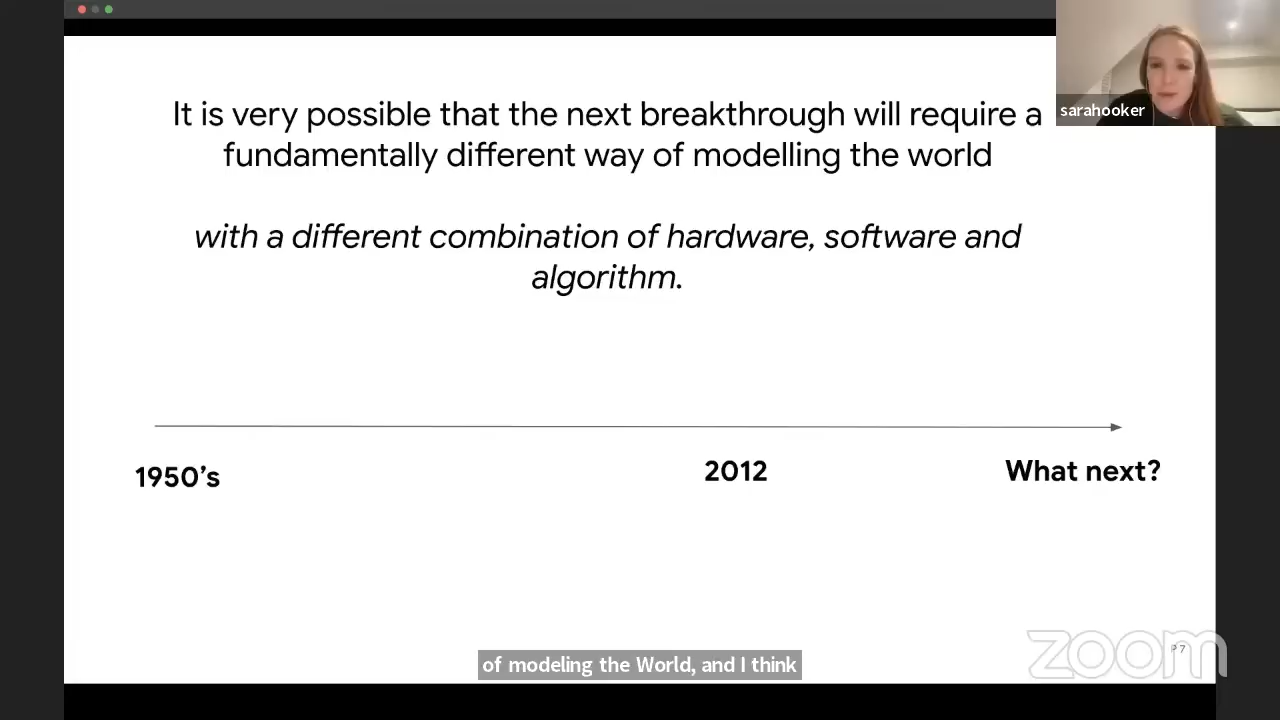 It is very possible that the next breakthrough will require a
fundamentally different way of modelling the world
with a different combination of hardware, software and
algorithm.
sarahooker
1950's
2012
What next?
of modeling the World, and I think
zoom
P 7